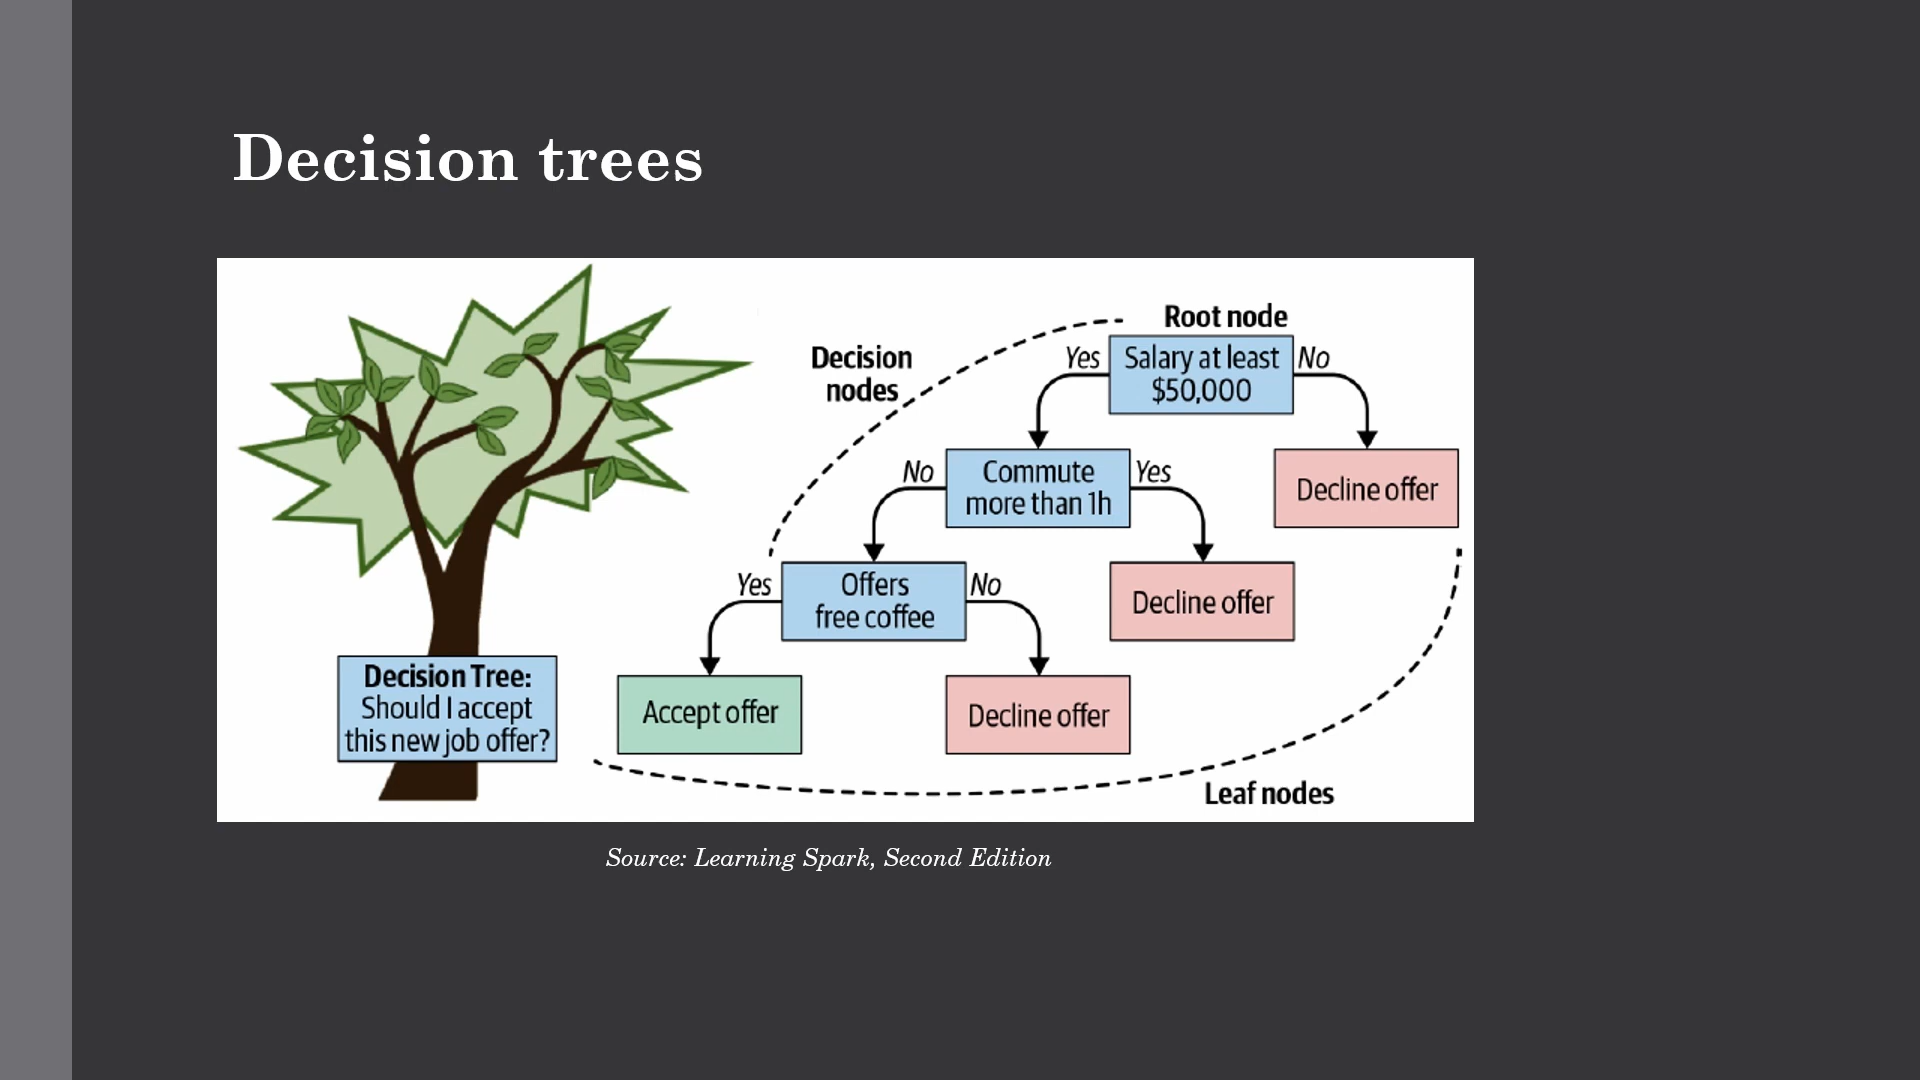 Decision trees
Root node
Decision
nodes
Yes
Salary at least
$50,000
No
No
Commute
more than 1h
Yes
Decline offer
Yes
Offers
free coffee
No
Decline offer
Accept offer
Decline offer
Decision Tree:
Should I accept
this new job offer?
Leaf nodes
Source: Learning Spark, Second Edition